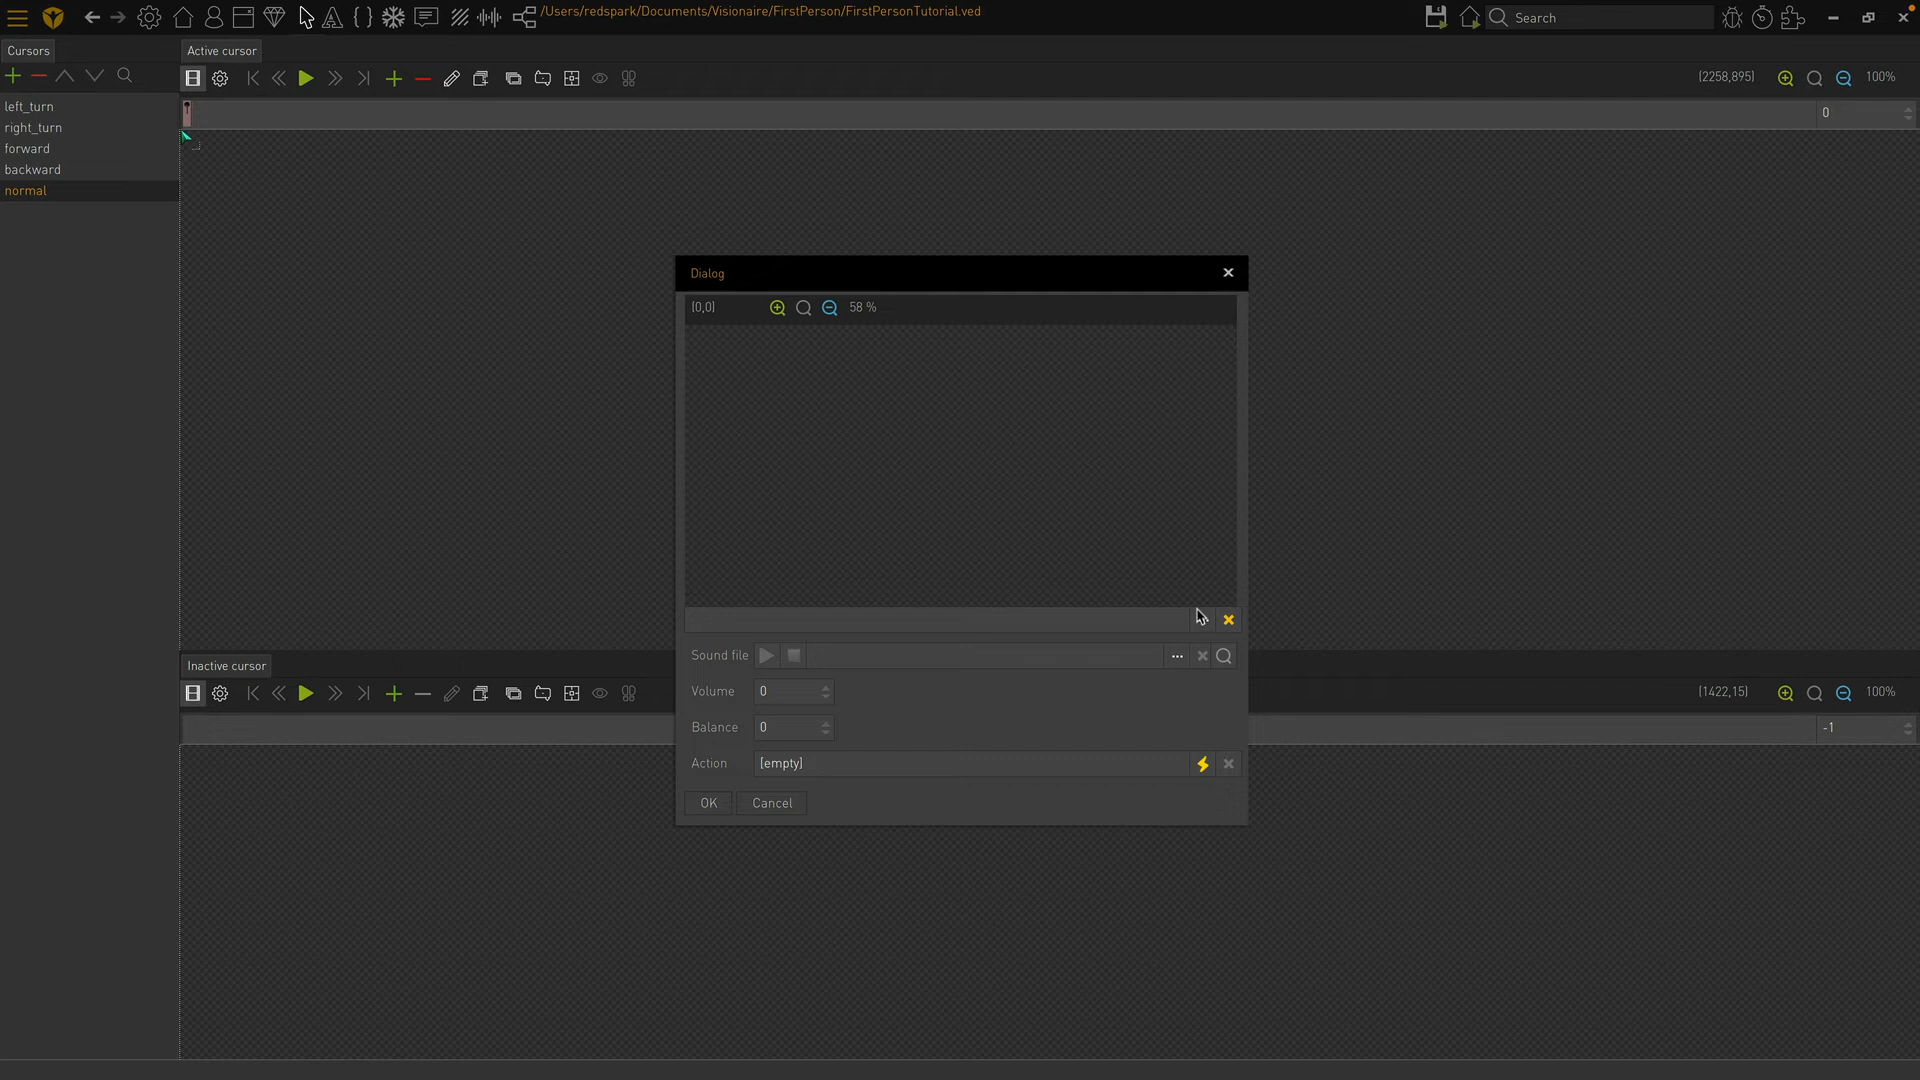 /Users/redspark/Documents/Visionaire/FirstPerson/FirstPersonTutorial.ved
Search
Cursors
Active cursor
(2258,895)
100%
left_turn
right_turn
forward
backward
normal
0
Dialog
(0,0)
58 %
Sound file
...
Volume
0
Balance
0
Action
[empty]
OK
Cancel
Inactive cursor
(1422,15)
100%
-1